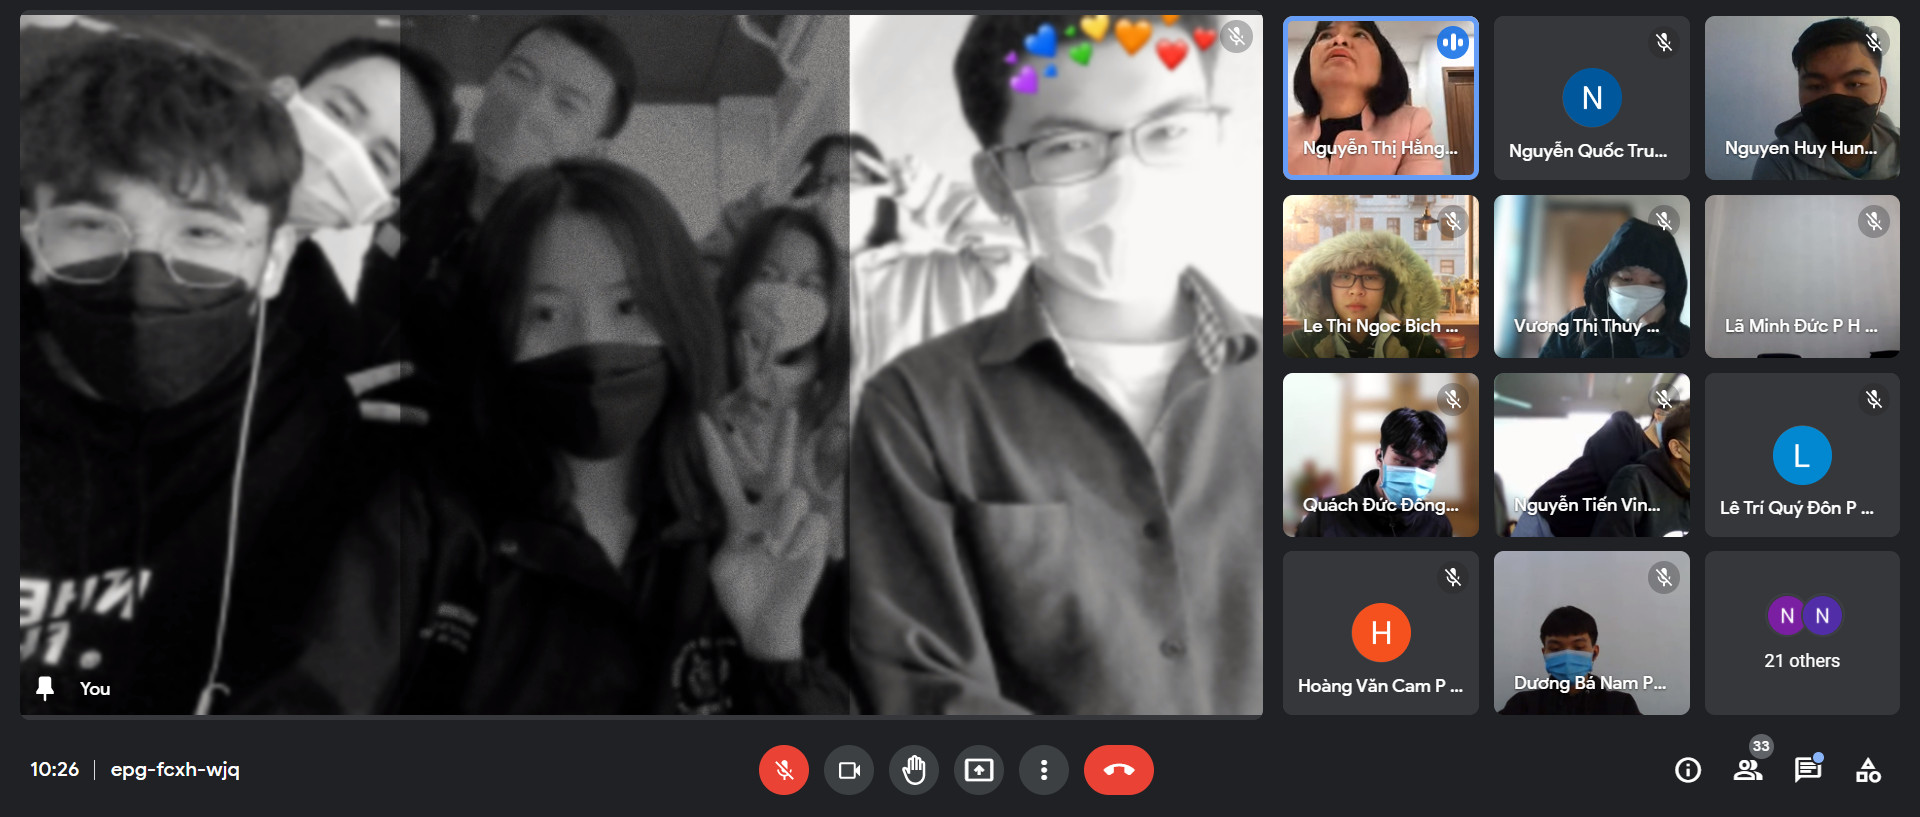 You
10:26
epg-fcxh-wjq
Nguyễn Thị Hằng...
N
Nguyễn Quốc Tru...
Nguyen Huy Hun...
Le Thi Ngoc Bich ...
Vương Thị Thúy ...
Lã Minh Đức P H ...
Quách Đức Đông...
Nguyễn Tiến Vin...
L
Lê Trí Quý Đôn P ...
H
Hoàng Văn Cam P ...
Dương Bá Nam P...
N N
21 others
33